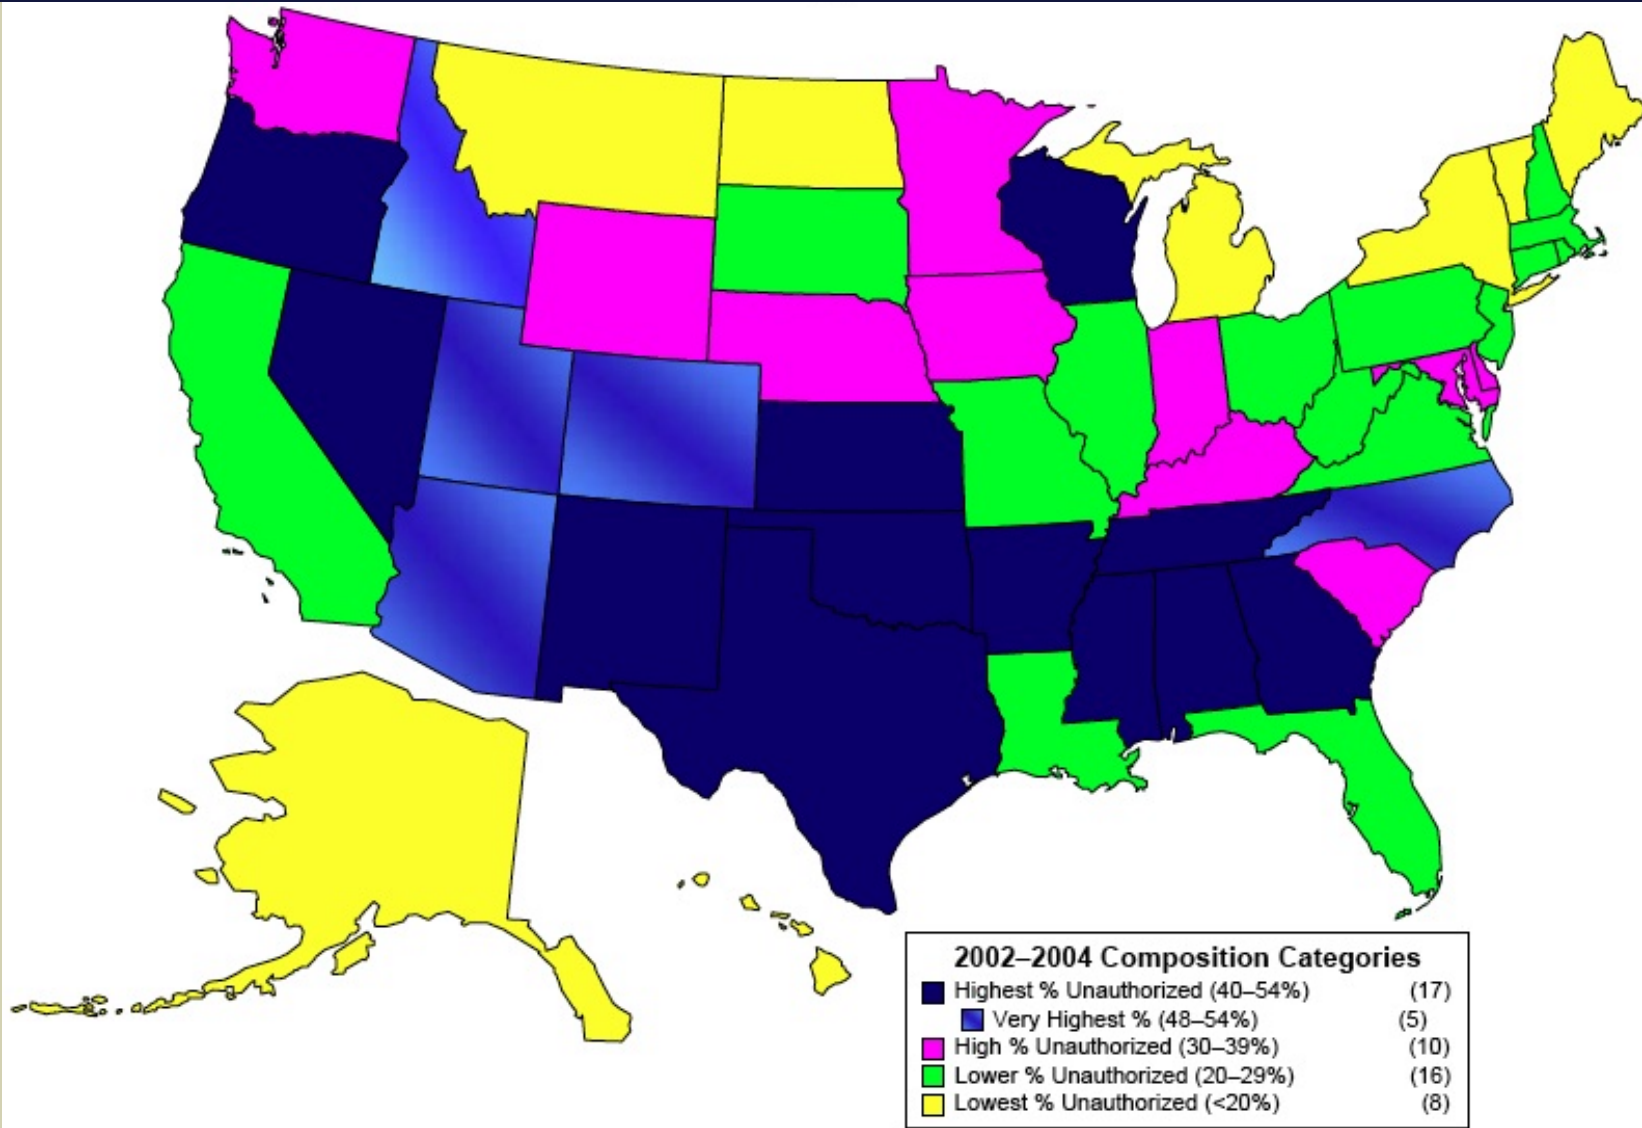 2002–2004 Composition Categories
Highest % Unauthorized (40–54%) (17)
Very Highest % (48–54%) (5)
High % Unauthorized (30–39%) (10)
Lower % Unauthorized (20–29%) (16)
Lowest % Unauthorized (<20%) (8)